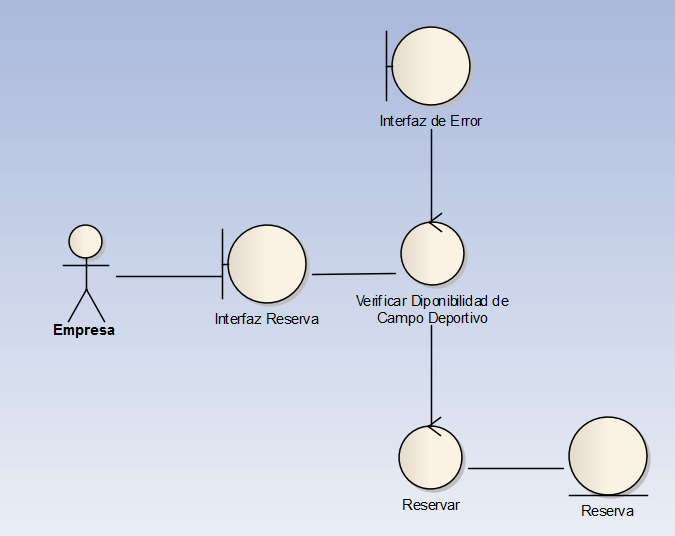 Interfaz de Error
Empresa
Interfaz Reserva
Verificar Diponibilidad de
Campo Deportivo
Reservar
Reserva